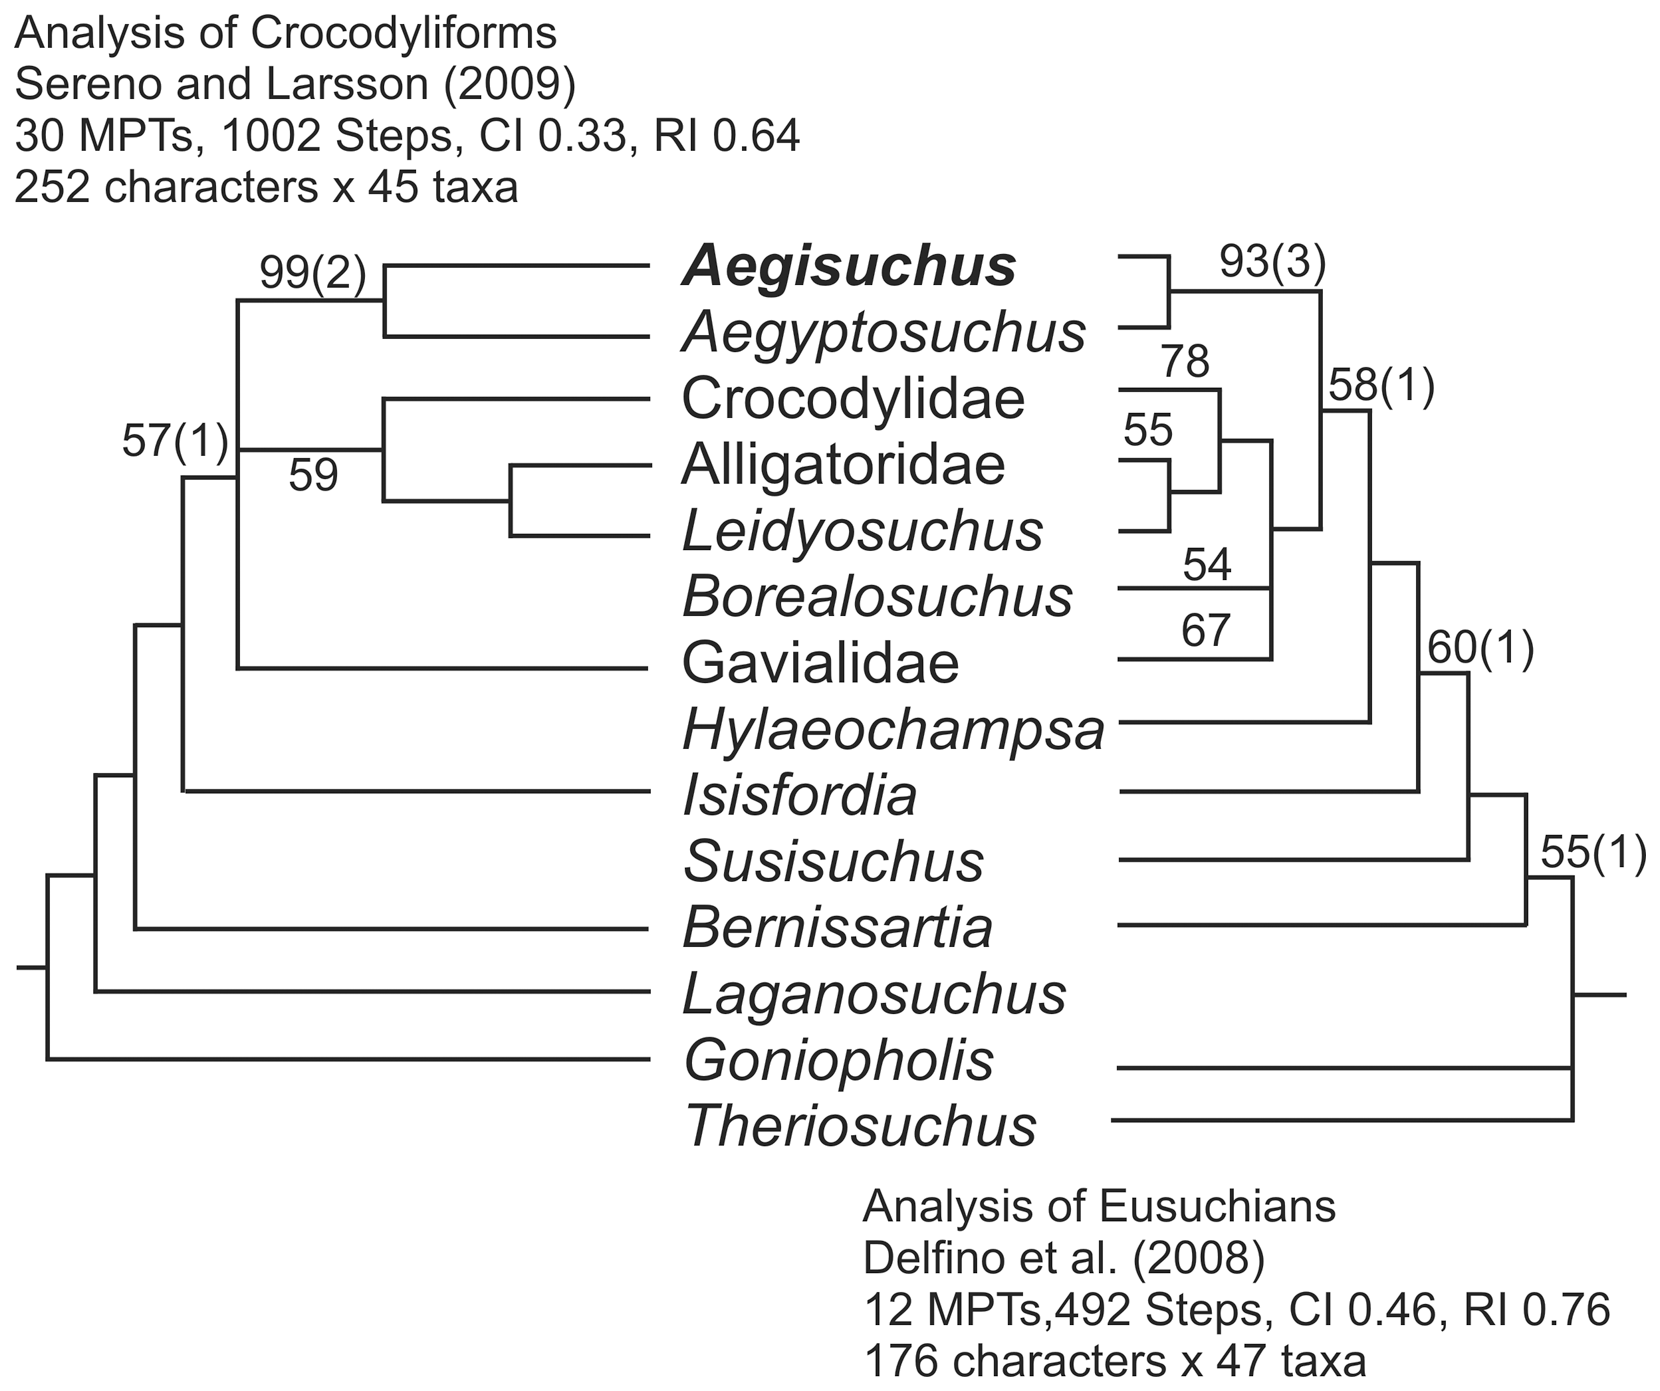 Analysis of Crocodyliforms
Sereno and Larsson (2009)
30 MPTs, 1002 Steps, CI 0.33, RI 0.64
252 characters x 45 taxa
99(2)
57(1)
59
Aegisuchus
Aegyptosuchus
Crocodylidae
Alligatoridae
Leidyosuchus
Borealosuchus
Gavialidae
Hylaeochampsa
Isisfordia
Susisuchus
Bernissartia
Laganosuchus
Goniopholis
Theriosuchus
93(3)
78
58(1)
55
54
67
60(1)
55(1)
Analysis of Eusuchians
Delfino et al. (2008)
12 MPTs,492 Steps, CI 0.46, RI 0.76
176 characters x 47 taxa